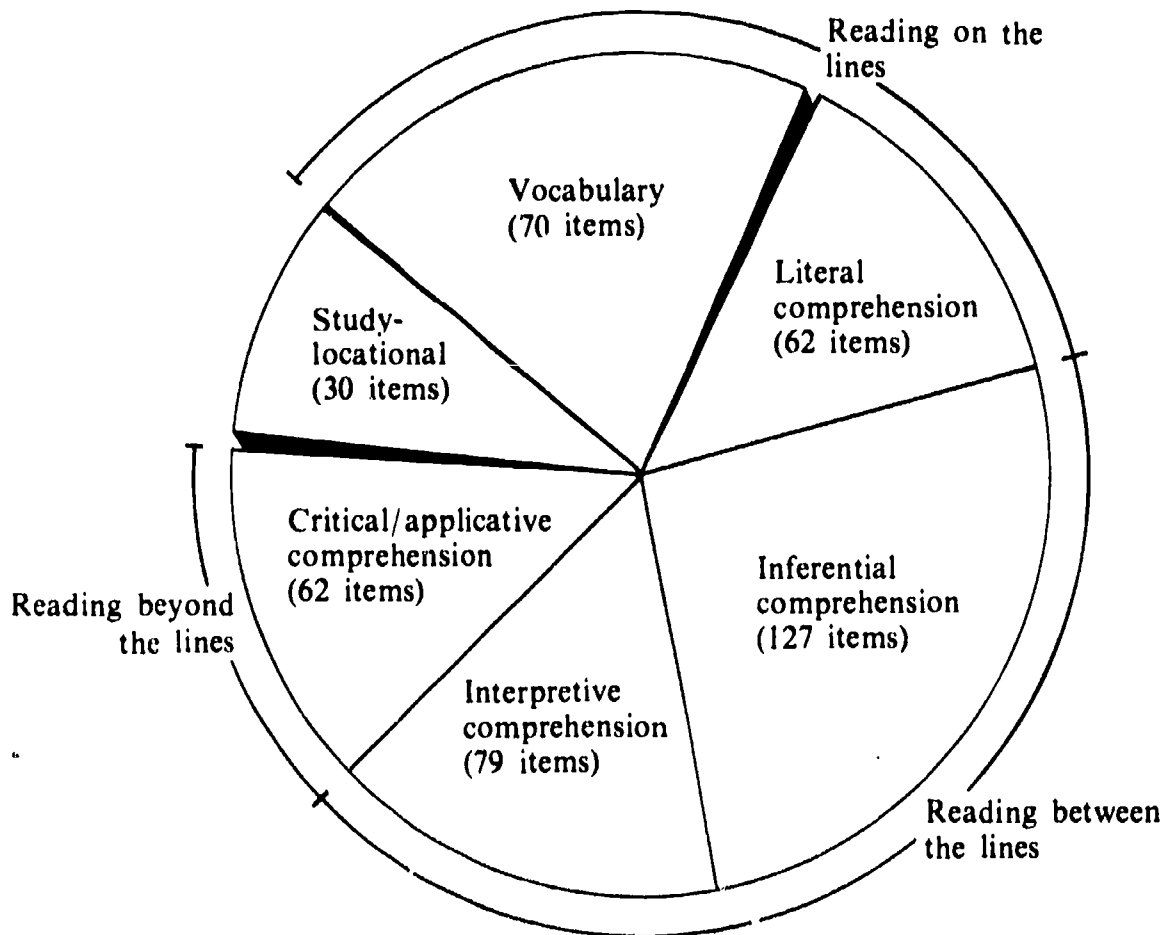 Reading on the
lines
Vocabulary
(70 items)
Literal
comprehension
(62 items)
Study-
locational
(30 items)
Critical/applicative
comprehension
(62 items)
Inferential
comprehension
(127 items)
Reading beyond
the lines
Interpretive
comprehension
(79 items)
Reading between
the lines